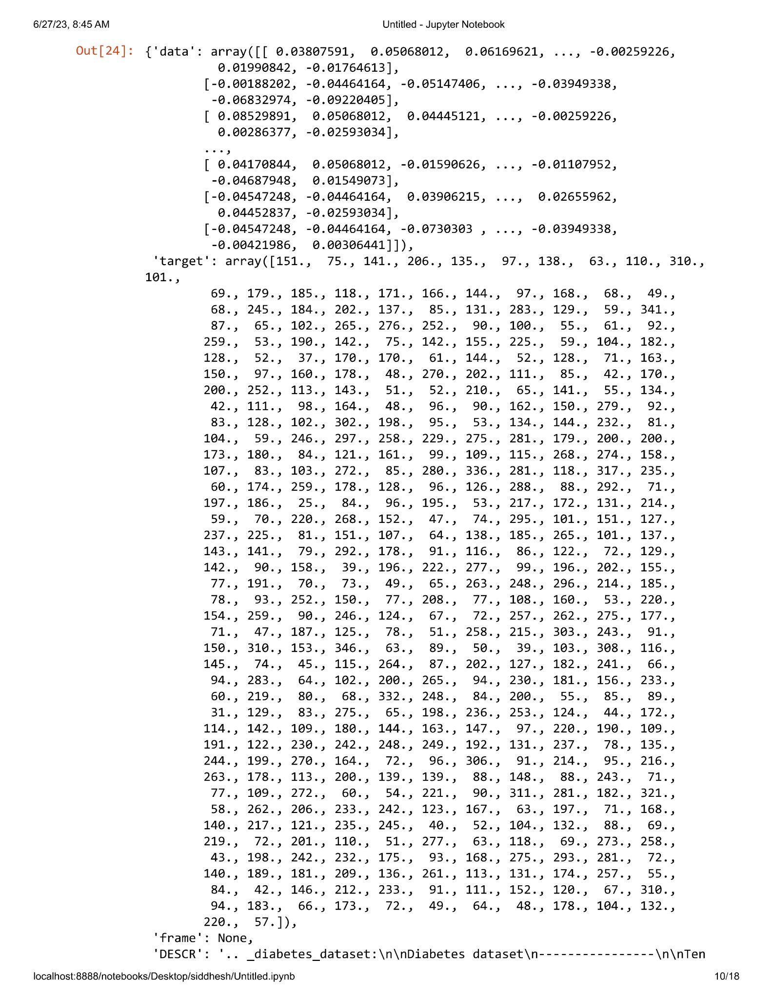 6/27/23, 8:45 AM Untitled - Jupyter Notebook
Out[24]: {'data': array([[ 0.03807591,  0.05068012,  0.06169621, ..., -0.00259226,
          0.01990842, -0.01764613],
        [-0.00188202, -0.04464164, -0.05147406, ..., -0.03949338,
         -0.06832974, -0.09220405],
        [ 0.08529891,  0.05068012,  0.04445121, ..., -0.00259226,
          0.00286377, -0.02593034],
        ...,
        [ 0.04170844,  0.05068012, -0.01590626, ..., -0.01107952,
         -0.04687948,  0.01549073],
        [-0.04547248, -0.04464164,  0.03906215, ...,  0.02655962,
          0.04452837, -0.02593034],
        [-0.04547248, -0.04464164, -0.0730303 , ..., -0.03949338,
         -0.00421986,  0.00306441]]),
 'target': array([151.,  75., 141., 206., 135.,  97., 138.,  63., 110., 310.,
101.,
         69., 179., 185., 118., 171., 166., 144.,  97., 168.,  68.,  49.,
         68., 245., 184., 202., 137.,  85., 131., 283., 129.,  59., 341.,
         87.,  65., 102., 265., 276., 252.,  90., 100.,  55.,  61.,  92.,
        259.,  53., 190., 142.,  75., 142., 155., 225.,  59., 104., 182.,
        128.,  52.,  37., 170., 170.,  61., 144.,  52., 128.,  71., 163.,
        150.,  97., 160., 178.,  48., 270., 202., 111.,  85.,  42., 170.,
        200., 252., 113., 143.,  51.,  52., 210.,  65., 141.,  55., 134.,
         42., 111.,  98., 164.,  48.,  96.,  90., 162., 150., 279.,  92.,
         83., 128., 102., 302., 198.,  95.,  53., 134., 144., 232.,  81.,
        104.,  59., 246., 297., 258., 229., 275., 281., 179., 200., 200.,
        173., 180.,  84., 121., 161.,  99., 109., 115., 268., 274., 158.,
        107.,  83., 103., 272.,  85., 280., 336., 281., 118., 317., 235.,
         60., 174., 259., 178., 128.,  96., 126., 288.,  88., 292.,  71.,
        197., 186.,  25.,  84.,  96., 195.,  53., 217., 172., 131., 214.,
         59.,  70., 220., 268., 152.,  47.,  74., 295., 101., 151., 127.,
        237., 225.,  81., 151., 107.,  64., 138., 185., 265., 101., 137.,
        143., 141.,  79., 292., 178.,  91., 116.,  86., 122.,  72., 129.,
        142.,  90., 158.,  39., 196., 222., 277.,  99., 196., 202., 155.,
         77., 191.,  70.,  73.,  49.,  65., 263., 248., 296., 214., 185.,
         78.,  93., 252., 150.,  77., 208.,  77., 108., 160.,  53., 220.,
        154., 259.,  90., 246., 124.,  67.,  72., 257., 262., 275., 177.,
         71.,  47., 187., 125.,  78.,  51., 258., 215., 303., 243.,  91.,
        150., 310., 153., 346.,  63.,  89.,  50.,  39., 103., 308., 116.,
        145.,  74.,  45., 115., 264.,  87., 202., 127., 182., 241.,  66.,
         94., 283.,  64., 102., 200., 265.,  94., 230., 181., 156., 233.,
         60., 219.,  80.,  68., 332., 248.,  84., 200.,  55.,  85.,  89.,
         31., 129.,  83., 275.,  65., 198., 236., 253., 124.,  44., 172.,
        114., 142., 109., 180., 144., 163., 147.,  97., 220., 190., 109.,
        191., 122., 230., 242., 248., 249., 192., 131., 237.,  78., 135.,
        244., 199., 270., 164.,  72.,  96., 306.,  91., 214.,  95., 216.,
        263., 178., 113., 200., 139., 139.,  88., 148.,  88., 243.,  71.,
         77., 109., 272.,  60.,  54., 221.,  90., 311., 281., 182., 321.,
         58., 262., 206., 233., 242., 123., 167.,  63., 197.,  71., 168.,
        140., 217., 121., 235., 245.,  40.,  52., 104., 132.,  88.,  69.,
        219.,  72., 201., 110.,  51., 277.,  63., 118.,  69., 273., 258.,
         43., 198., 242., 232., 175.,  93., 168., 275., 293., 281.,  72.,
        140., 189., 181., 209., 136., 261., 113., 131., 174., 257.,  55.,
         84.,  42., 146., 212., 233.,  91., 111., 152., 120.,  67., 310.,
         94., 183.,  66., 173.,  72.,  49.,  64.,  48., 178., 104., 132.,
        220.,  57.]),
 'frame': None,
 'DESCR': '.. _diabetes_dataset:\n\nDiabetes dataset\n----------------\n\nTen
localhost:8888/notebooks/Desktop/siddhesh/Untitled.ipynb 10/18